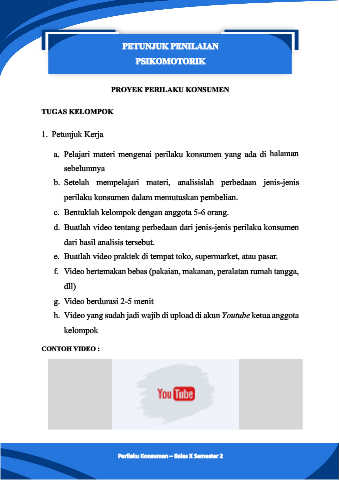 PETUNJUK PENILAIAN
PSIKOMOTORIK
PROYEK PERILAKU KONSUMEN
TUGAS KELOMPOK
1. Petunjuk Kerja
a. Pelajari materi mengenai perilaku konsumen yang ada di halaman
sebelumnya
b. Setelah mempelajari materi, analisislah perbedaan jenis-jenis
perilaku konsumen dalam memutuskan pembelian.
c. Bentuklah kelompok dengan anggota 5-6 orang.
d. Buatlah video tentang perbedaan dari jenis-jenis perilaku konsumen
dari hasil analisis tersebut.
e. Buatlah video praktek di tempat toko, supermarket, atau pasar.
f. Video bertemakan bebas (pakaian, makanan, peralatan rumah tangga,
dll)
g. Video berdurasi 2-5 menit
h. Video yang sudah jadi wajib di upload di akun Youtube ketua anggota
kelompok
CONTOH VIDEO :
YouTube
Perilaku Konsumen – Kelas X Semester 2